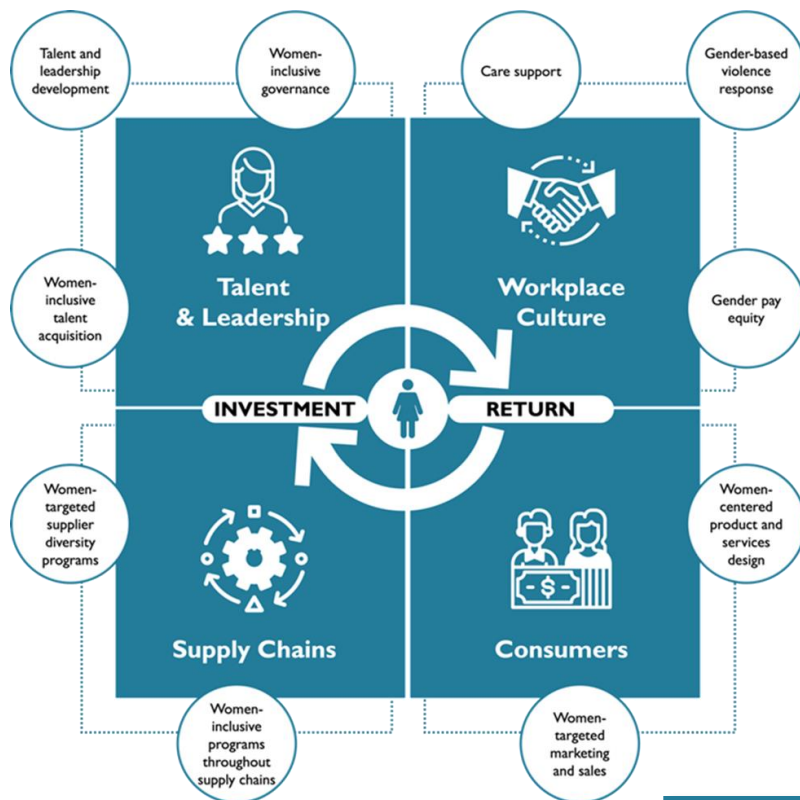 Talent and
leadership
development
Women-
inclusive
governance
Care support
Gender-based
violence
response
Talent
& Leadership
Workplace
Culture
Women-
inclusive
talent
acquisition
Gender pay
equity
INVESTMENT
RETURN
Women-
targeted
supplier
diversity
programs
Women-
centered
product and
services
design
$
Supply Chains
Consumers
Women-
inclusive
programs
throughout
supply chains
Women-
targeted
marketing
and sales